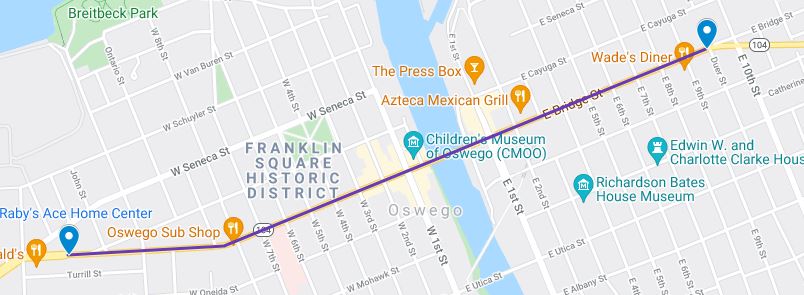 Breitbeck Park
W 8th St
Ontario St
W Van Buren St
W Schuyler St
W 4th St
W Seneca St
W Seneca St
John St
FRANKLIN
SQUARE
HISTORIC
DISTRICT
Raby's Ace Home Center
Oswego Sub Shop
ald's
Turrill St
W Oneida St
104
W 7th St
W 6th St
W 5th St
W 4th St
W 3rd St
W 2nd St
W 1st St
W Mohawk St
Oswego
The Press Box
Azteca Mexican Grill
Children's Museum
of Oswego (CMOO)
E 1st St
E 1st St
E 2nd St
E Utica St
E Utica St
E Albany St
Richardson Bates
House Museum
Edwin W. and
Charlotte Clarke Hou
Wade's Diner
E Bridge St
E Bridge St
E Seneca St
E Cayuga St
E Cayuga St
E 5th St
E 6th St
E 7th St
E 8th St
E 9th St
Duer St
E 10th St
Catherine
104